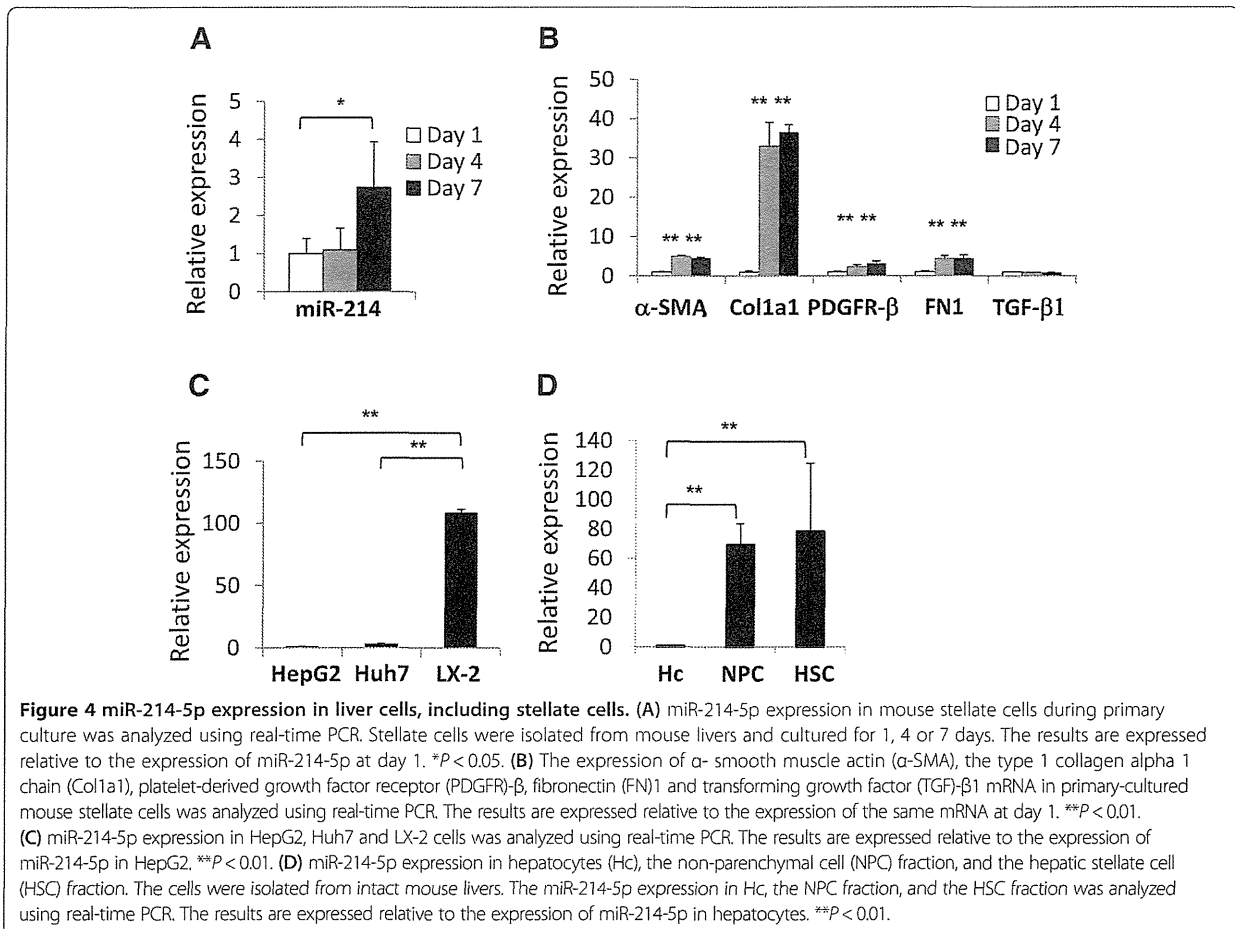 A
B
5
4
3
2
1
0
Relative expression
*
Day 1
Day 4
Day 7
miR-214
50
40
30
20
10
0
Relative expression
** **
** **
** **
** **
Day 1
Day 4
Day 7
α-SMA Col1a1 PDGFR-β FN1 TGF-β1
C
D
150
100
50
0
Relative expression
**
**
HepG2 Huh7 LX-2
140
120
100
80
60
40
20
0
Relative expression
**
**
Hc NPC HSC
Figure 4 miR-214-5p expression in liver cells, including stellate cells. (A) miR-214-5p expression in mouse stellate cells during primary
culture was analyzed using real-time PCR. Stellate cells were isolated from mouse livers and cultured for 1, 4 or 7 days. The results are expressed
relative to the expression of miR-214-5p at day 1. *P < 0.05. (B) The expression of α- smooth muscle actin (α-SMA), the type 1 collagen alpha 1
chain (Col1a1), platelet-derived growth factor receptor (PDGFR)-β, fibronectin (FN)1 and transforming growth factor (TGF)-β1 mRNA in primary-cultured
mouse stellate cells was analyzed using real-time PCR. The results are expressed relative to the expression of the same mRNA at day 1. **P < 0.01.
(C) miR-214-5p expression in HepG2, Huh7 and LX-2 cells was analyzed using real-time PCR. The results are expressed relative to the expression of
miR-214-5p in HepG2. **P < 0.01. (D) miR-214-5p expression in hepatocytes (Hc), the non-parenchymal cell (NPC) fraction, and the hepatic stellate cell
(HSC) fraction. The cells were isolated from intact mouse livers. The miR-214-5p expression in Hc, the NPC fraction, and the HSC fraction was analyzed
using real-time PCR. The results are expressed relative to the expression of miR-214-5p in hepatocytes. **P < 0.01.